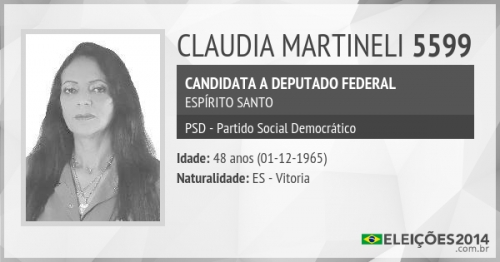 CLAUDIA MARTINELI 5599
CANDIDATA A DEPUTADO FEDERAL
ESPÍRITO SANTO
PSD - Partido Social Democrático
Idade: 48 anos (01-12-1965)
Naturalidade: ES - Vitoria
ELEIÇÕES2014
.com.br